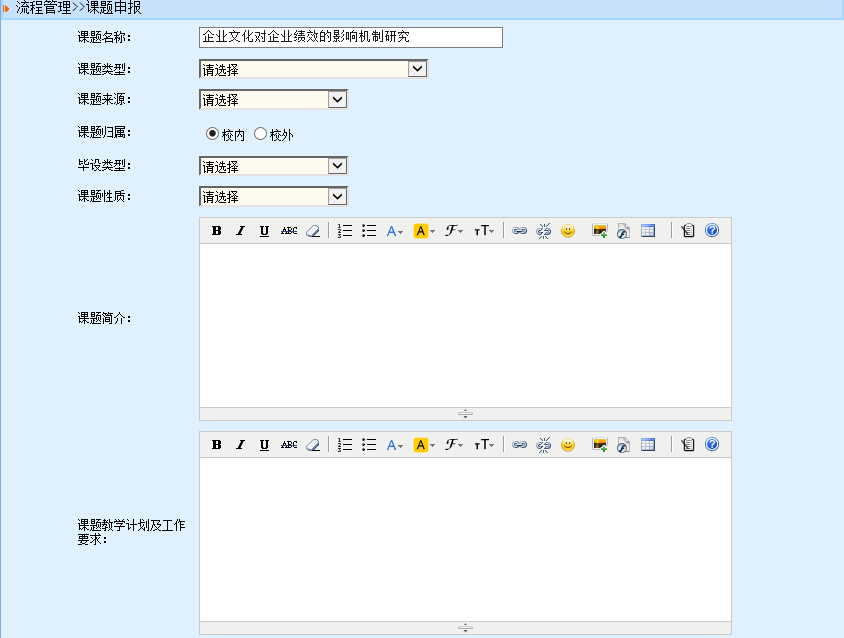 流程管理>>课题申报
课题名称：
企业文化对企业绩效的影响机制研究
课题类型：
请选择
课题来源：
请选择
课题归属：
校内 校外
毕设类型：
请选择
课题性质：
请选择
B I U ABC A A F TT
课题简介：
B I U ABC A A F TT
课题教学计划及工作
要求：